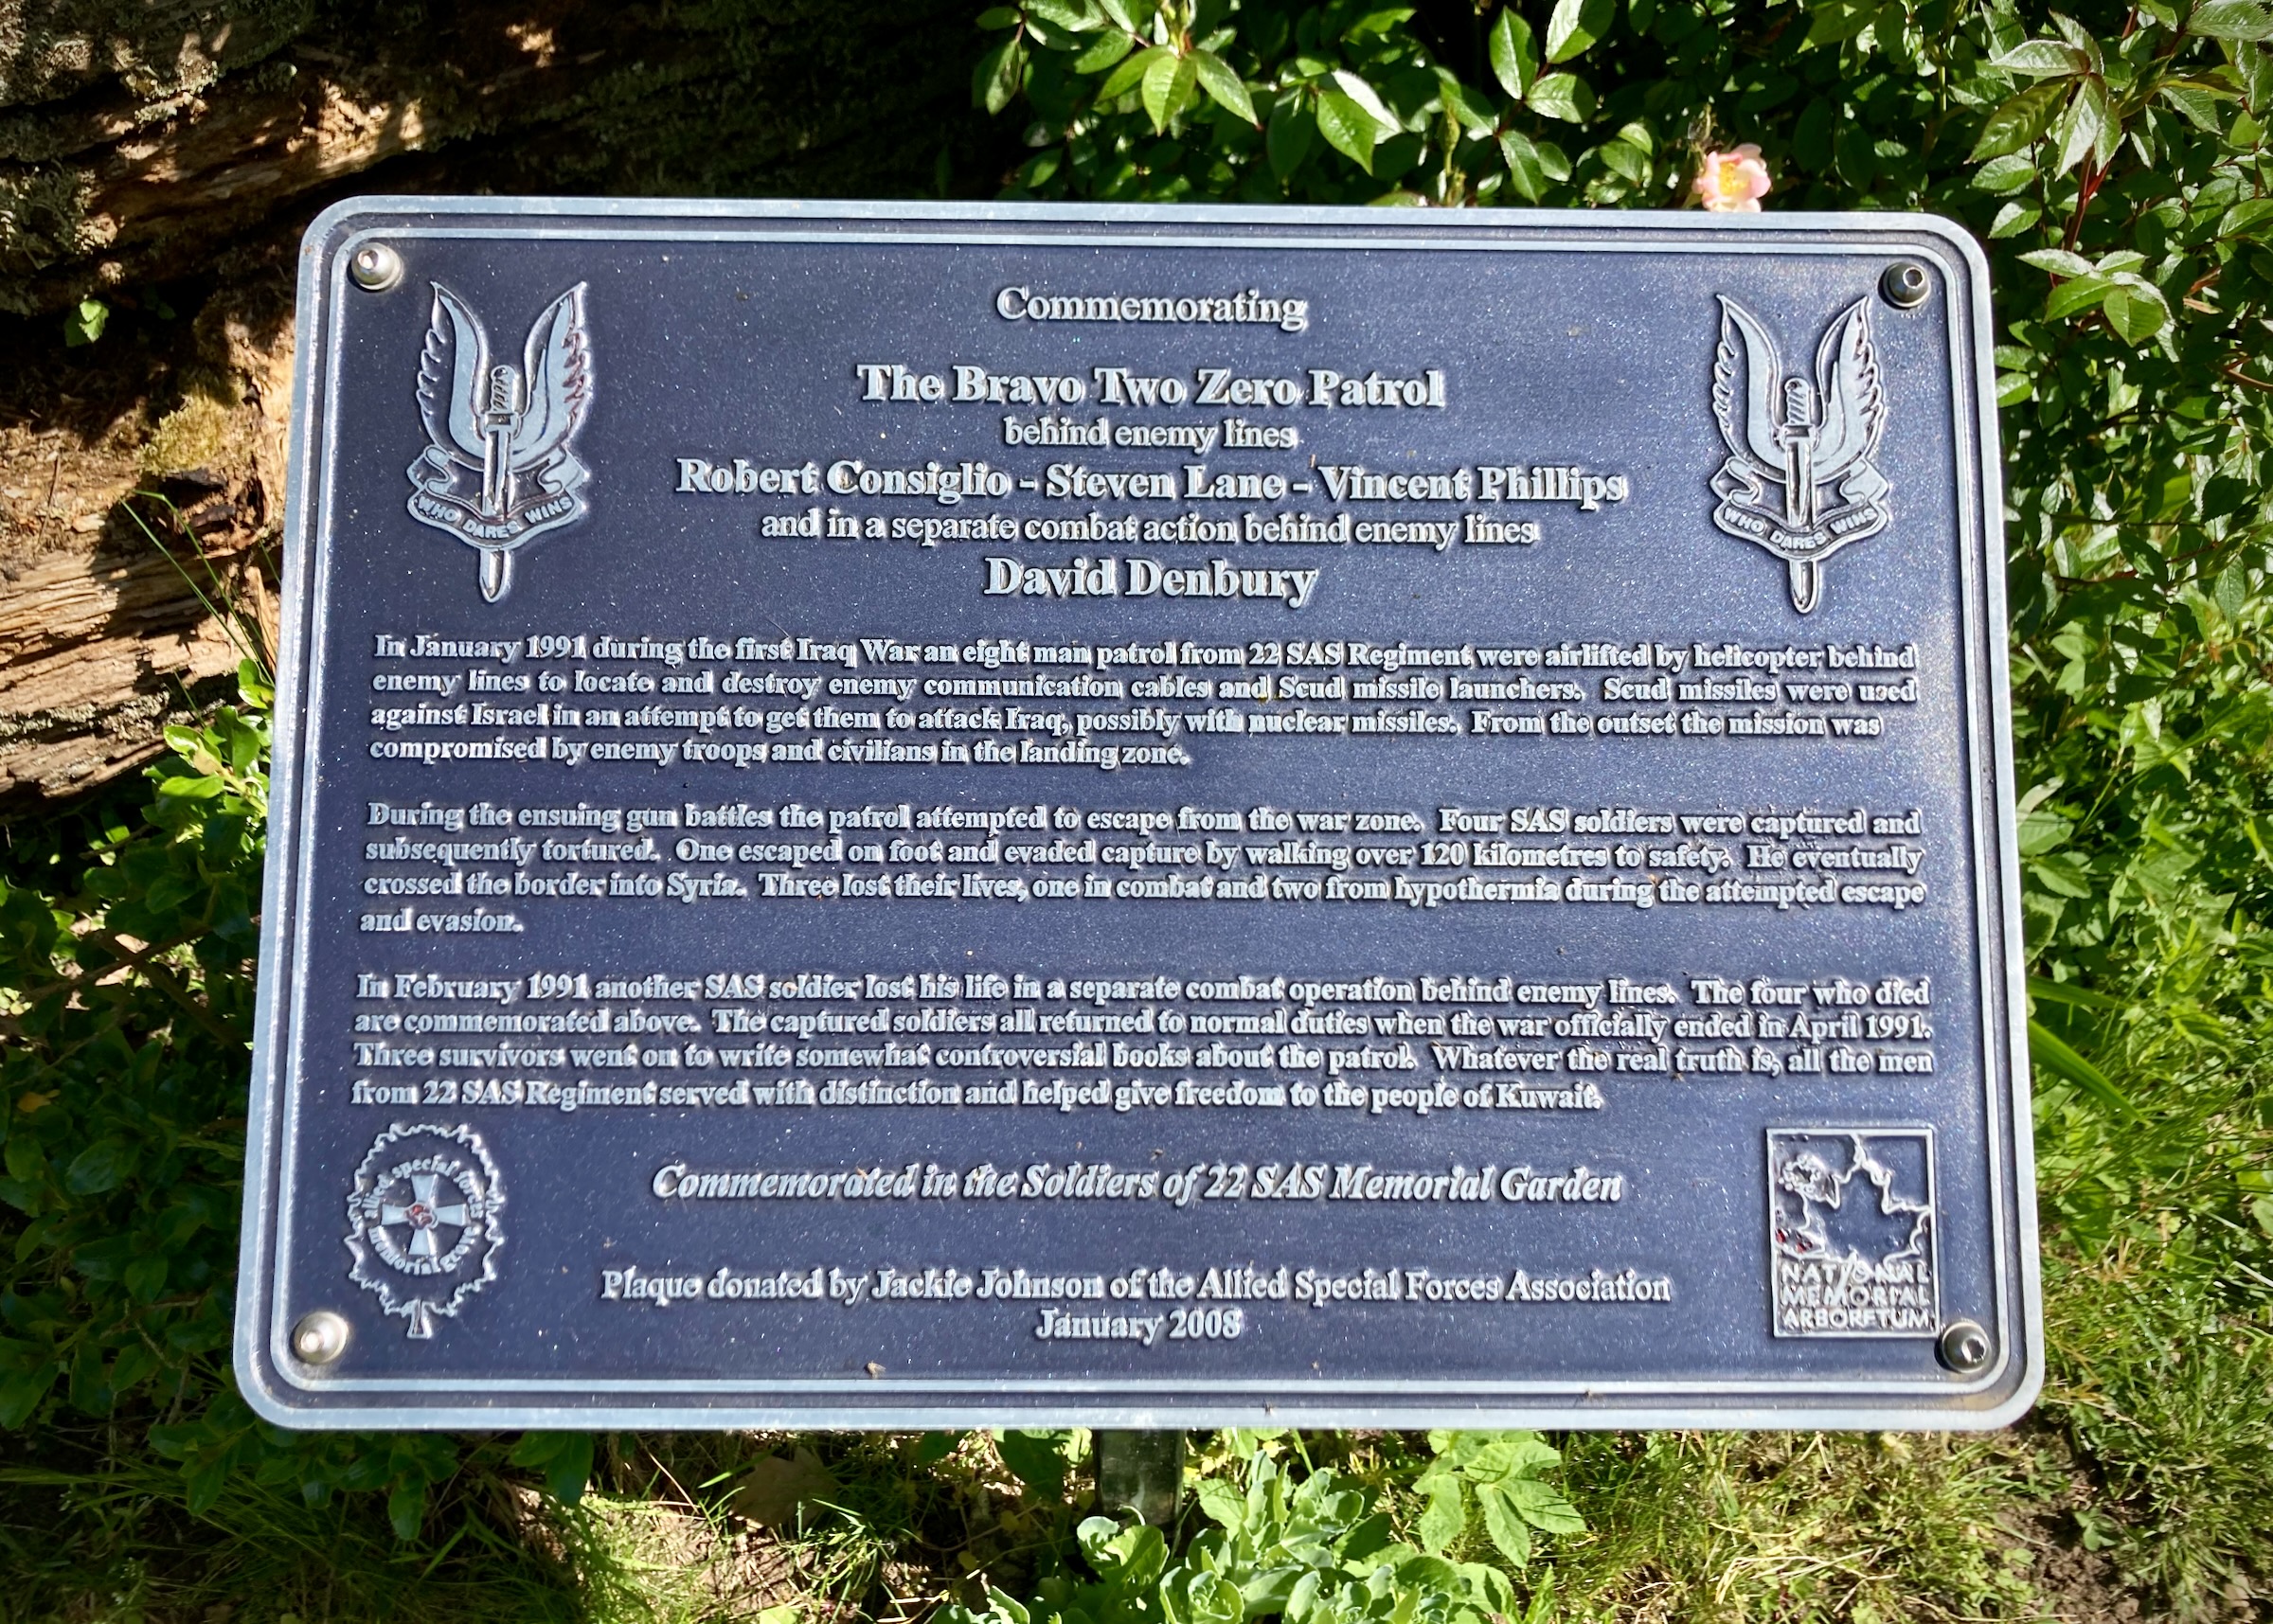 Commemorating
The Bravo Two Zero Patrol
behind enemy lines
Robert Consiglio - Steven Lane - Vincent Phillips
and in a separate combat action behind enemy lines
David Denbury
WHO DARES WINS
WHO DARES WINS
In January 1991 during the first Iraq War an eight man patrol from 22 SAS Regiment were airlifted by helicopter behind
enemy lines to locate and destroy enemy communication cables and Scud missile launchers. Scud missiles were used
against Israel in an attempt to get them to attack Iraq, possibly with nuclear missiles. From the outset the mission was
compromised by enemy troops and civilians in the landing zone.
During the ensuing gun battles the patrol attempted to escape from the war zone. Four SAS soldiers were captured and
subsequently tortured. One escaped on foot and evaded capture by walking over 120 kilometres to safety. He eventually
crossed the border into Syria. Three lost their lives, one in combat and two from hypothermia during the attempted escape
and evasion.
In February 1991 another SAS soldier lost his life in a separate combat operation behind enemy lines. The four who died
are commemorated above. The captured soldiers all returned to normal duties when the war officially ended in April 1991.
Three survivors went on to write somewhat controversial books about the patrol. Whatever the real truth is, all the men
from 22 SAS Regiment served with distinction and helped give freedom to the people of Kuwait.
allied special forces
memorial grove
Commemorated in the Soldiers of 22 SAS Memorial Garden
Plaque donated by Jackie Johnson of the Allied Special Forces Association
January 2008
NATIONAL
MEMORIAL
ARBORETUM